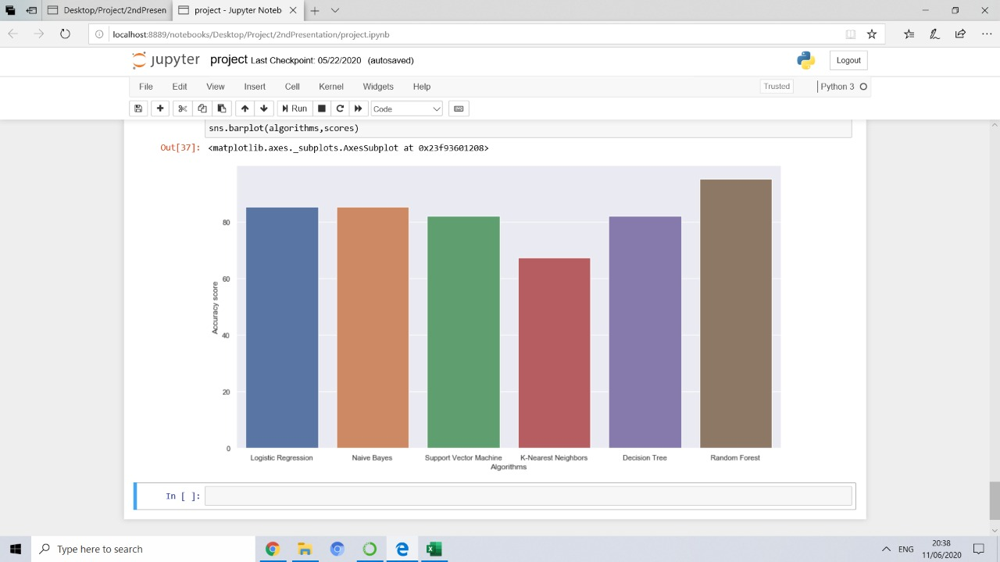 Desktop/Project/2ndPresen
project - Jupyter Noteb
localhost:8889/notebooks/Desktop/Project/2ndPresentation/project.ipynb
jupyter project Last Checkpoint: 05/22/2020 (autosaved)
Logout
File Edit View Insert Cell Kernel Widgets Help
Trusted
Python 3
Run
Code
sns.barplot(algorithms,scores)
Out[37]: <matplotlib.axes._subplots.AxesSubplot at 0x23f93601208>
80
60
40
20
0
Accuracy score
Logistic Regression Naive Bayes Support Vector Machine K-Nearest Neighbors Decision Tree Random Forest
Algorithms
In [ ]:
Type here to search
ENG
20:38
11/06/2020